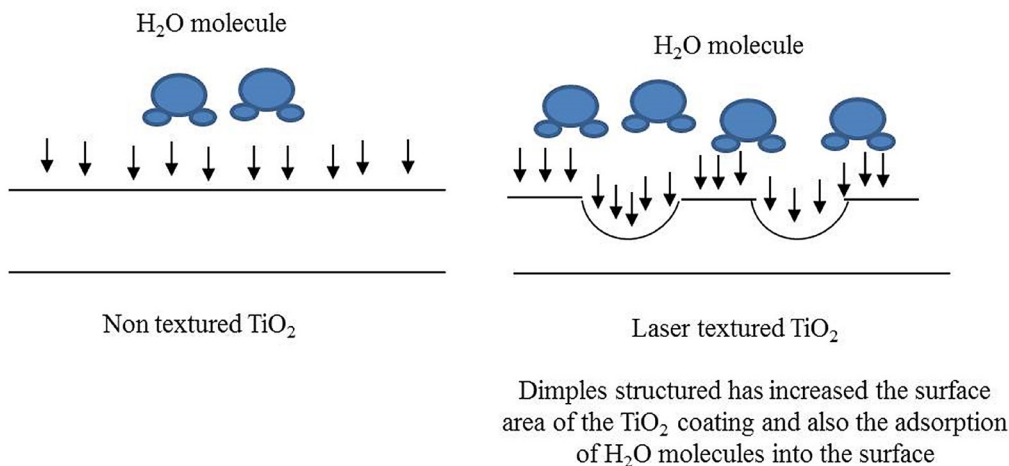 H₂O molecule
Non textured TiO₂
H₂O molecule
Laser textured TiO₂
Dimples structured has increased the surface
area of the TiO₂ coating and also the adsorption
of H₂O molecules into the surface